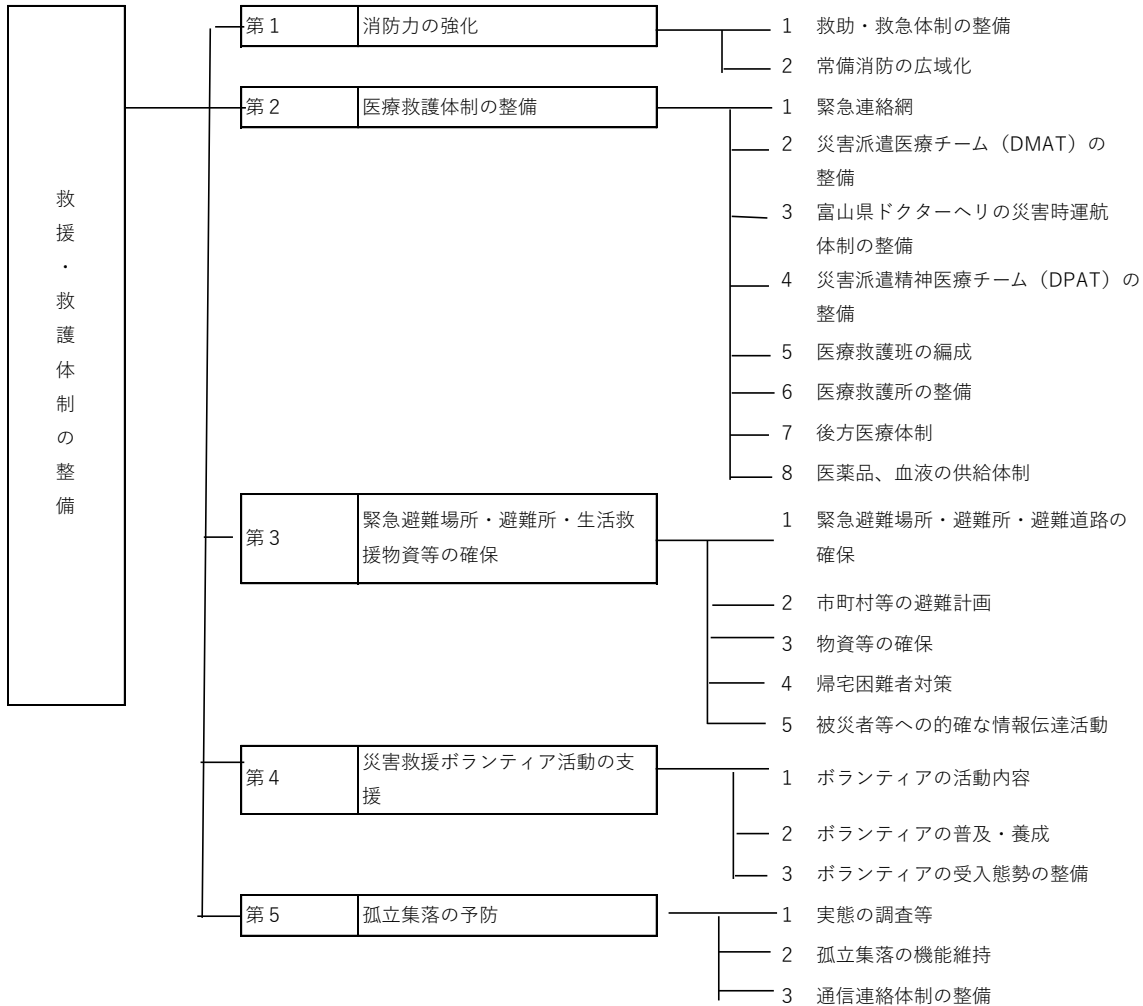 救援・救護体制の整備
第1 消防力の強化
1 救助・救急体制の整備
2 常備消防の広域化
第2 医療救護体制の整備
1 緊急連絡網
2 災害派遣医療チーム(DMAT)の
整備
3 富山県ドクターヘリの災害時運航
体制の整備
4 災害派遣精神医療チーム(DPAT)の
整備
5 医療救護班の編成
6 医療救護所の整備
7 後方医療体制
8 医薬品、血液の供給体制
第3 緊急避難場所・避難所・生活救
援物資等の確保
1 緊急避難場所・避難所・避難道路の
確保
2 市町村等の避難計画
3 物資等の確保
4 帰宅困難者対策
5 被災者等への的確な情報伝達活動
第4 災害救援ボランティア活動の支
援
1 ボランティアの活動内容
2 ボランティアの普及・養成
3 ボランティアの受入態勢の整備
第5 孤立集落の予防
1 実態の調査等
2 孤立集落の機能維持
3 通信連絡体制の整備